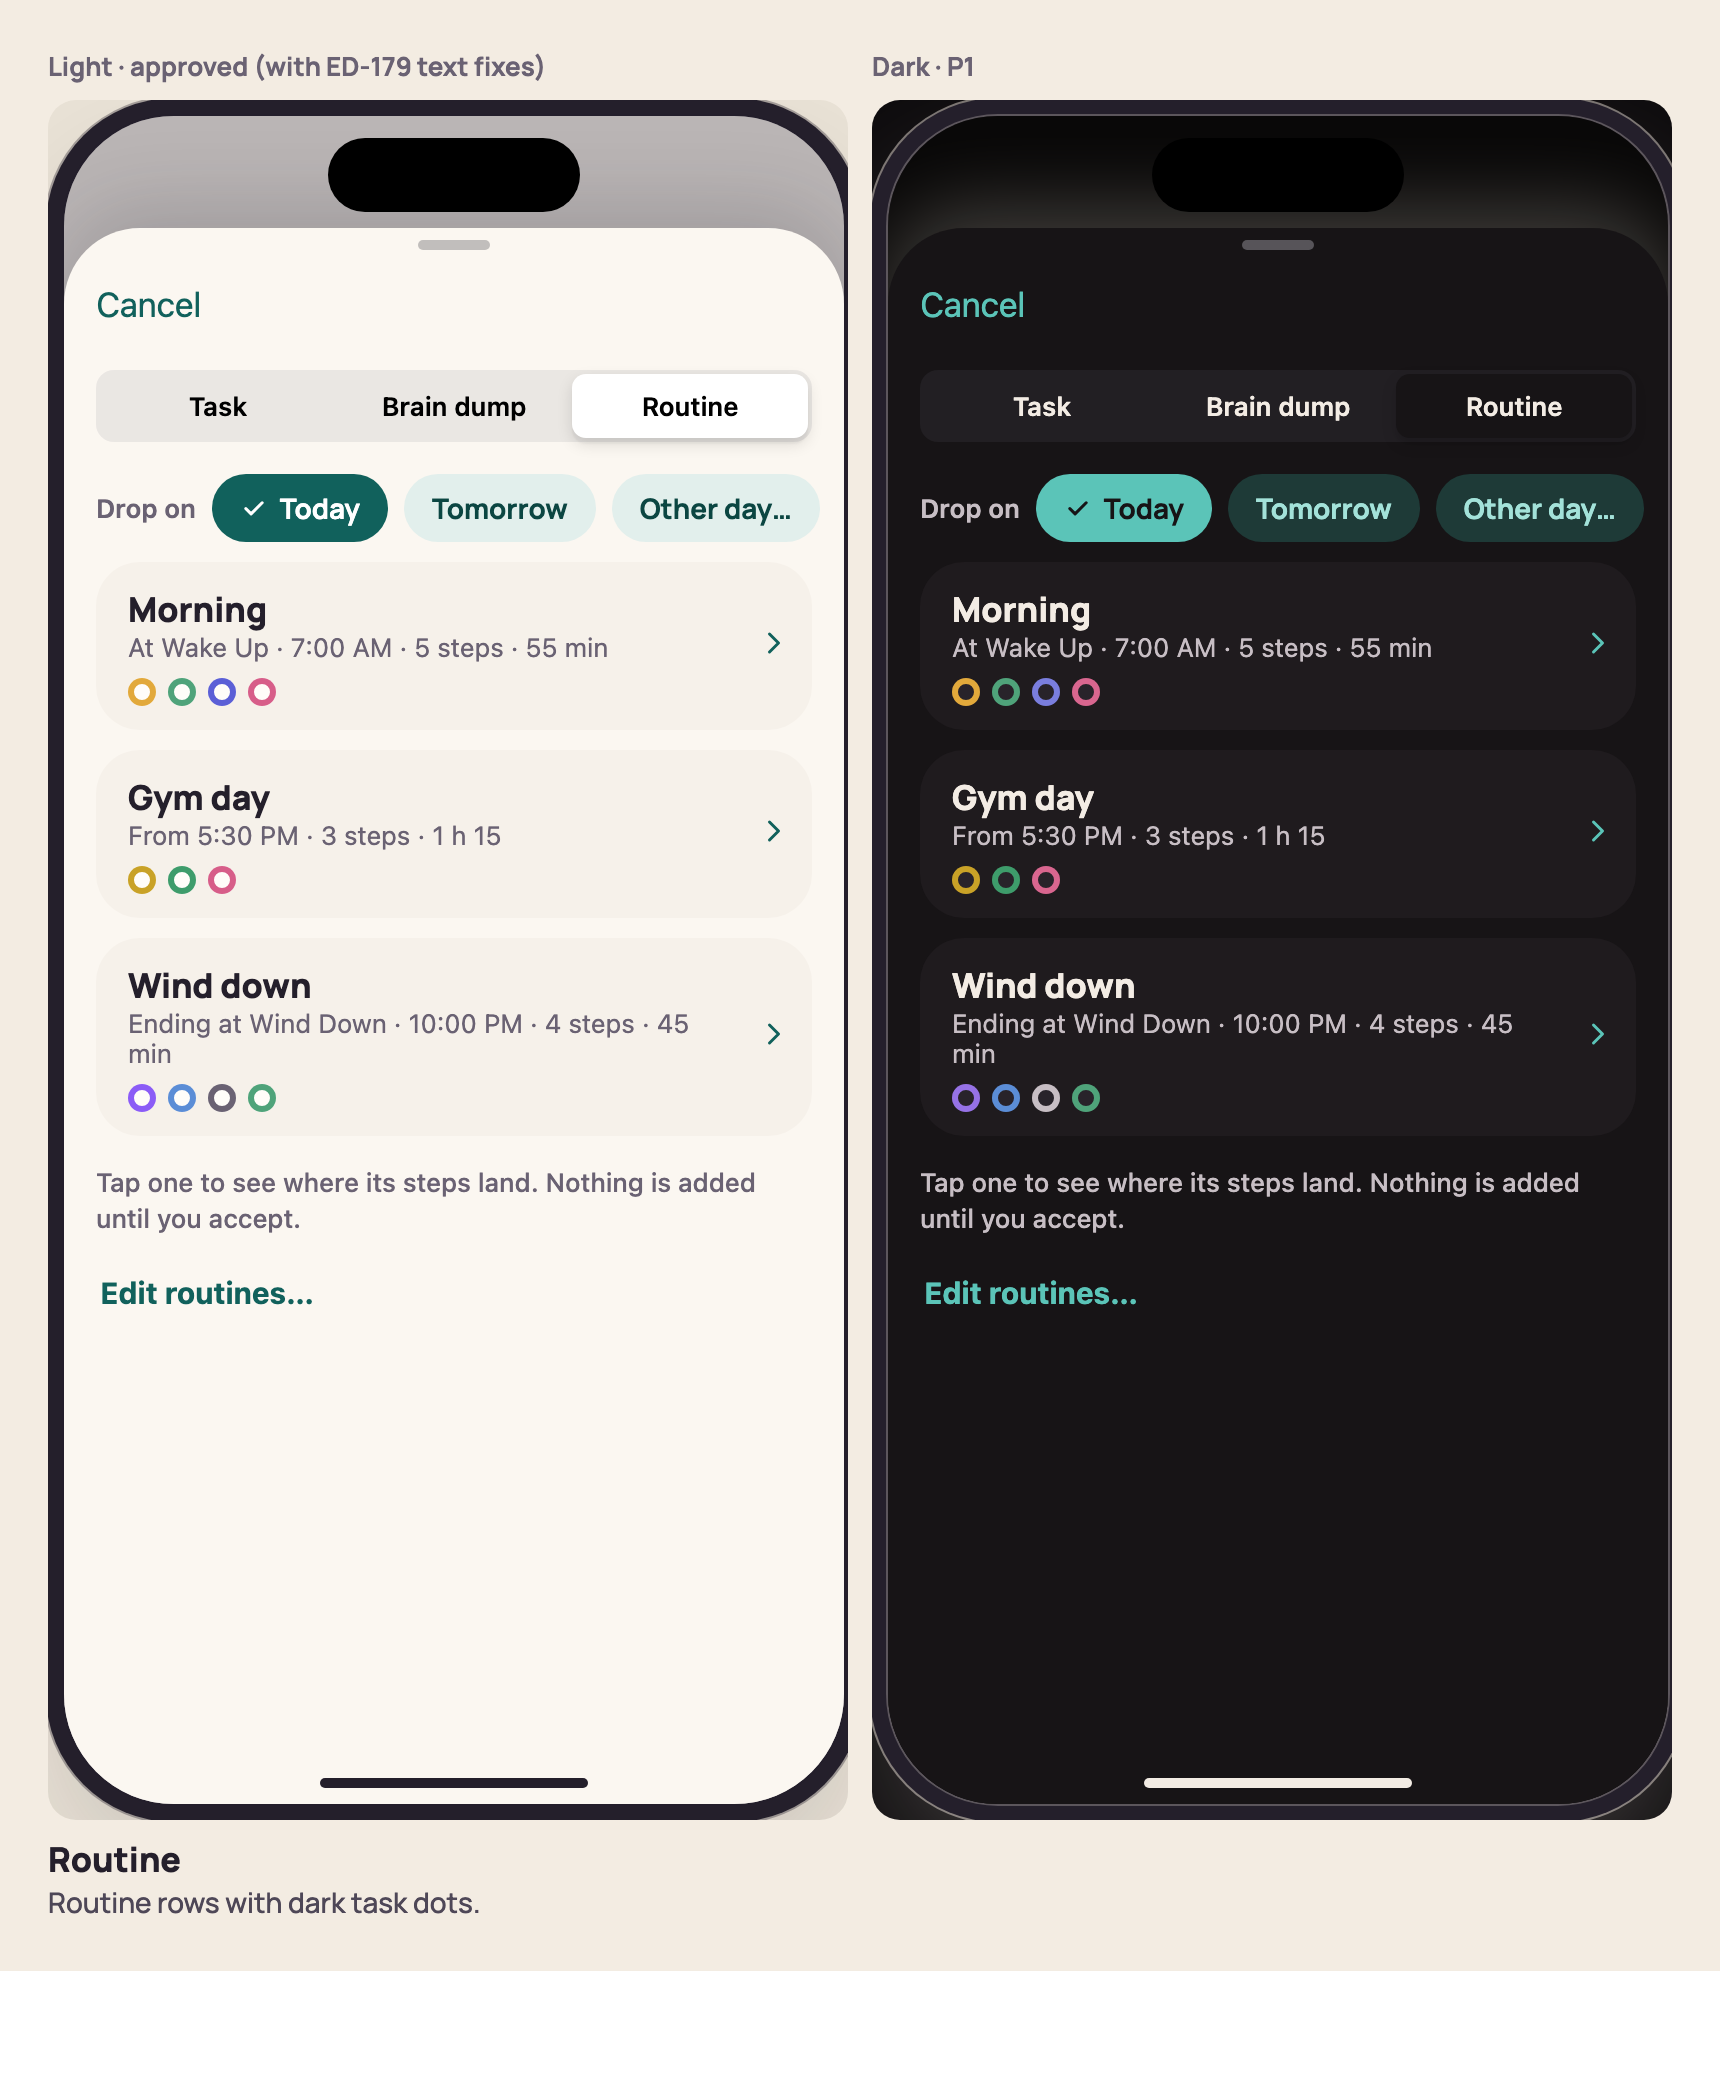 Light · approved (with ED-179 text fixes)
Cancel
Task
Brain dump
Routine
Drop on
Today
Tomorrow
Other day...
Morning
At Wake Up · 7:00 AM · 5 steps · 55 min
Gym day
From 5:30 PM · 3 steps · 1 h 15
Wind down
Ending at Wind Down · 10:00 PM · 4 steps · 45
min
Tap one to see where its steps land. Nothing is added
until you accept.
Edit routines...
Dark · P1
Cancel
Task
Brain dump
Routine
Drop on
Today
Tomorrow
Other day...
Morning
At Wake Up · 7:00 AM · 5 steps · 55 min
Gym day
From 5:30 PM · 3 steps · 1 h 15
Wind down
Ending at Wind Down · 10:00 PM · 4 steps · 45
min
Tap one to see where its steps land. Nothing is added
until you accept.
Edit routines...
Routine
Routine rows with dark task dots.